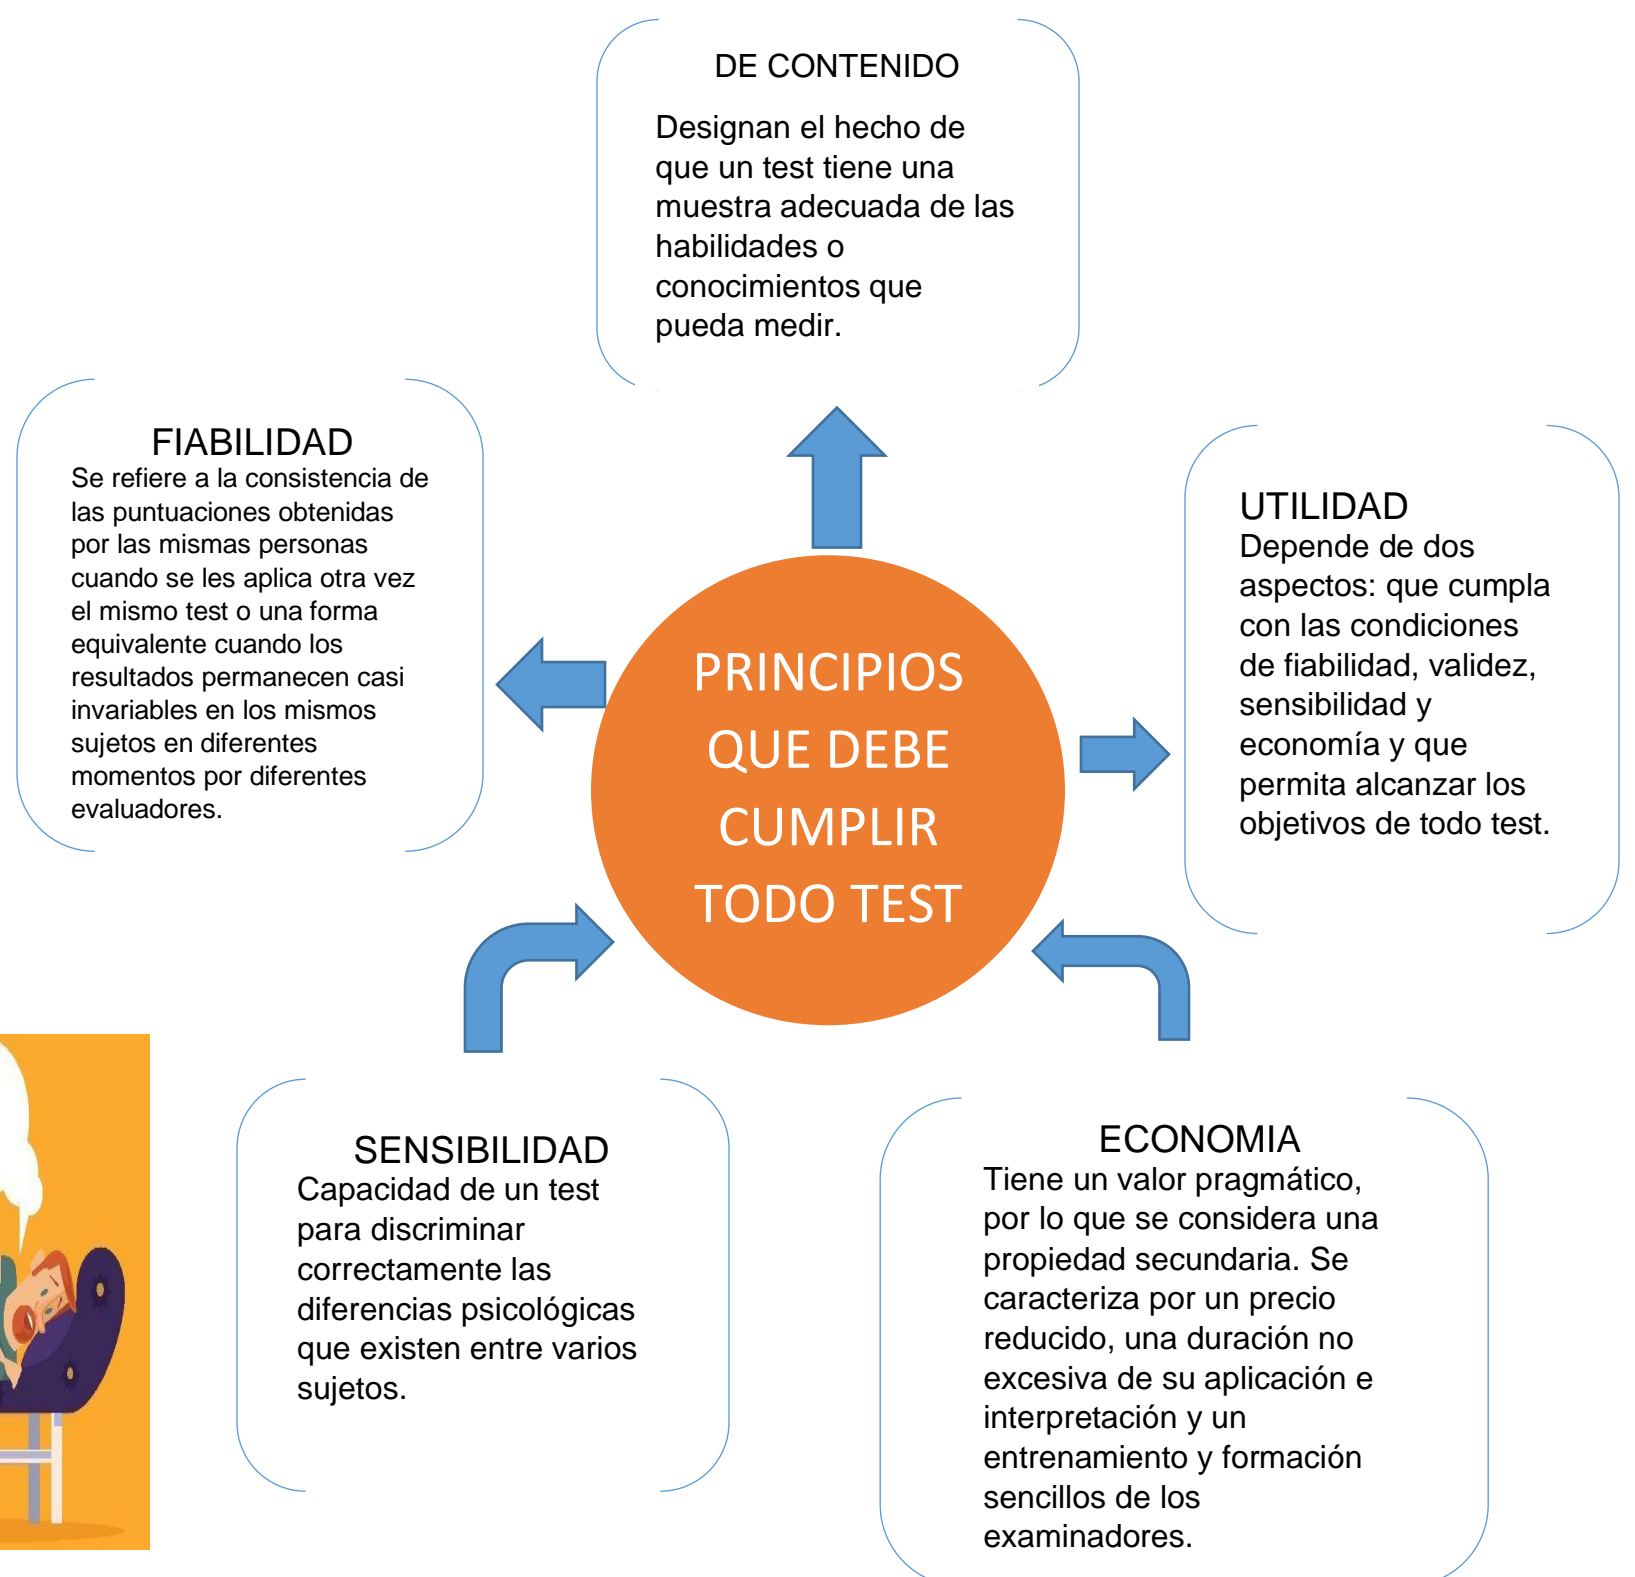 DE CONTENIDO
Designan el hecho de
que un test tiene una
muestra adecuada de las
habilidades o
conocimientos que
pueda medir.
FIABILIDAD
Se refiere a la consistencia de
las puntuaciones obtenidas
por las mismas personas
cuando se les aplica otra vez
el mismo test o una forma
equivalente cuando los
resultados permanecen casi
invariables en los mismos
sujetos en diferentes
momentos por diferentes
evaluadores.
UTILIDAD
Depende de dos
aspectos: que cumpla
con las condiciones
de fiabilidad, validez,
sensibilidad y
economía y que
permita alcanzar los
objetivos de todo test.
PRINCIPIOS
QUE DEBE
CUMPLIR
TODO TEST
SENSIBILIDAD
Capacidad de un test
para discriminar
correctamente las
diferencias psicológicas
que existen entre varios
sujetos.
ECONOMIA
Tiene un valor pragmático,
por lo que se considera una
propiedad secundaria. Se
caracteriza por un precio
reducido, una duración no
excesiva de su aplicación e
interpretación y un
entrenamiento y formación
sencillos de los
examinadores.